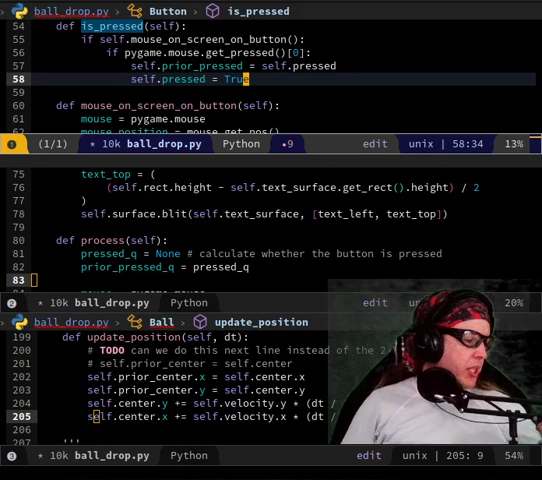 ball_drop.py › Button › is_pressed
54 def is_pressed(self):
55 if self.mouse_on_screen_on_button():
56 if pygame.mouse.get_pressed()[0]:
57 self.prior_pressed = self.pressed
58 self.pressed = True
59
60 def mouse_on_screen_on_button(self):
61 mouse = pygame.mouse
62 mouse_position = mouse.get_pos()
1 (1/1) * 10k ball_drop.py Python •9 edit unix | 58:34 13%
75 text_top = (
76 (self.rect.height - self.text_surface.get_rect().height) / 2
77 )
78 self.surface.blit(self.text_surface, [text_left, text_top])
79
80 def process(self):
81 pressed_q = None # calculate whether the button is pressed
82 prior_pressed_q = pressed_q
83
2 * 10k ball_drop.py Python edit 20%
ball_drop.py › Ball › update_position
199 def update_position(self, dt):
200 # TODO can we do this next line instead of the 2
201 # self.prior_center = self.center
202 self.prior_center.x = self.center.x
203 self.prior_center.y = self.center.y
204 self.center.y += self.velocity.y * (dt /
205 self.center.x += self.velocity.x * (dt /
206
207 '''
3 * 10k ball_drop.py Python edit unix | 205: 9 54%